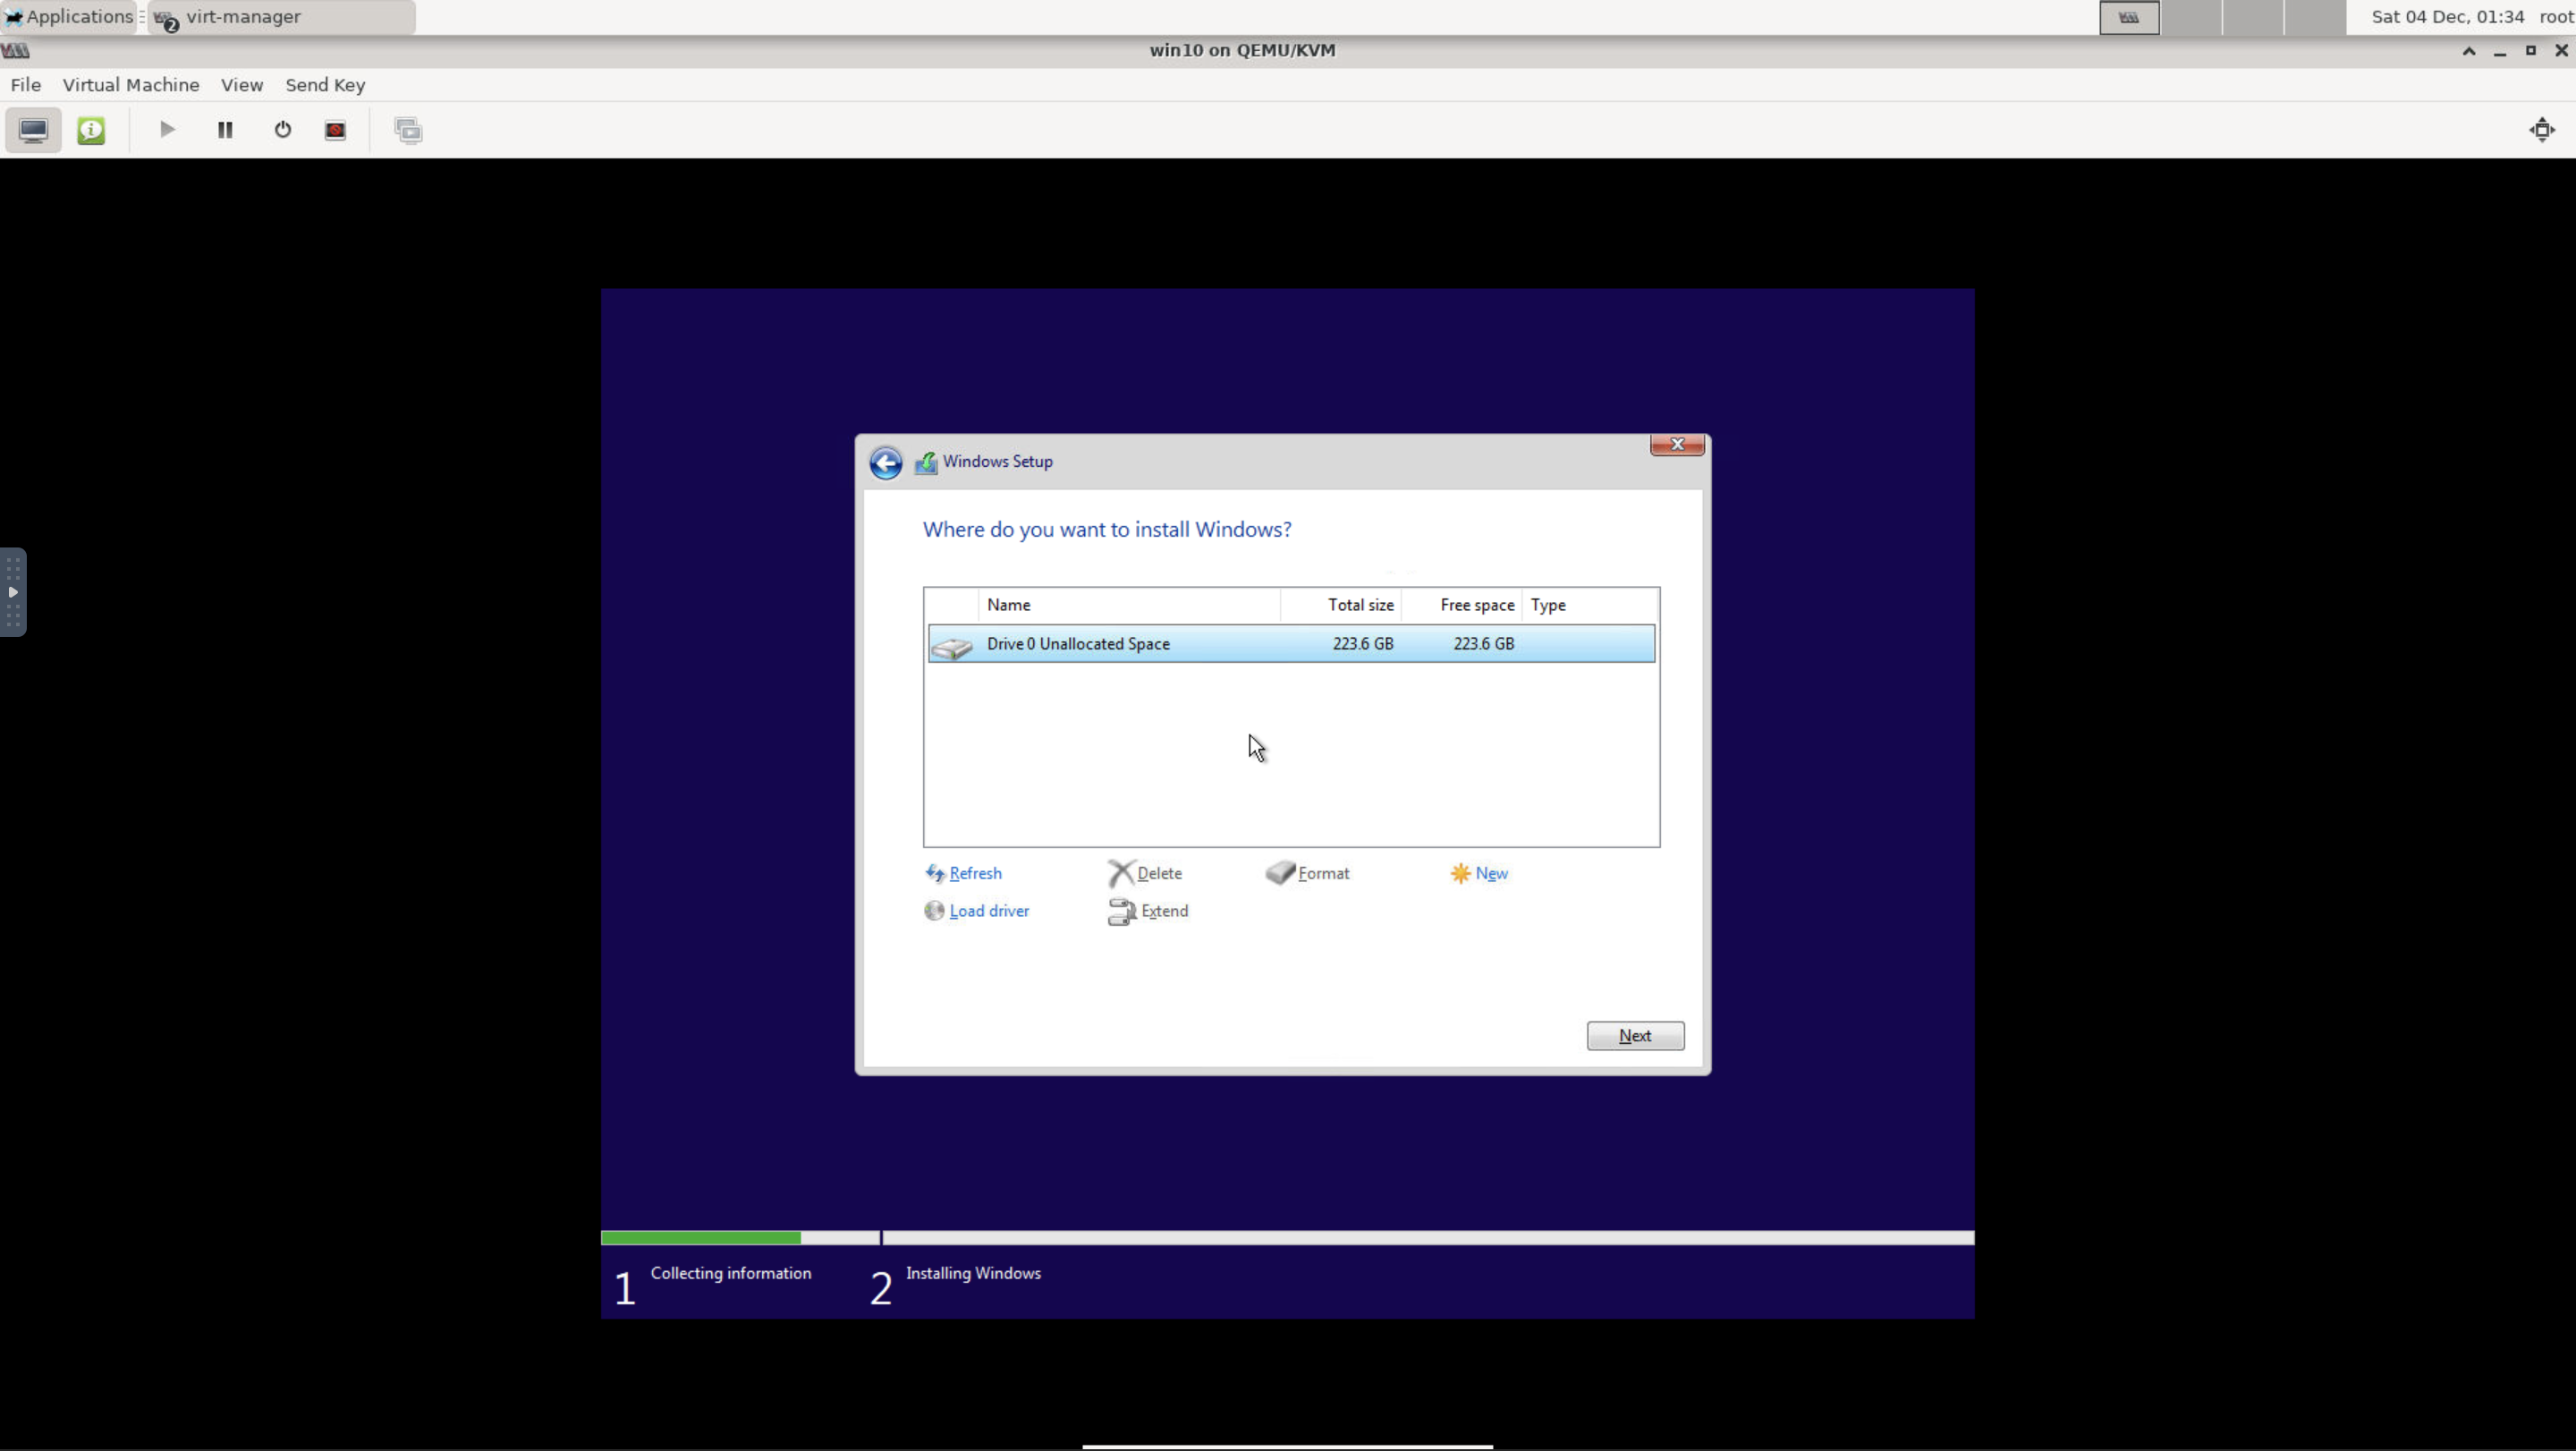 Applications virt-manager Sat 04 Dec, 01:34 root
2
win10 on QEMU/KVM
File Virtual Machine View Send Key
Windows Setup
Where do you want to install Windows?
Name Total size Free space Type
Drive 0 Unallocated Space 223.6 GB 223.6 GB
Refresh Delete Format New
Load driver Extend
Next
1 Collecting information 2 Installing Windows